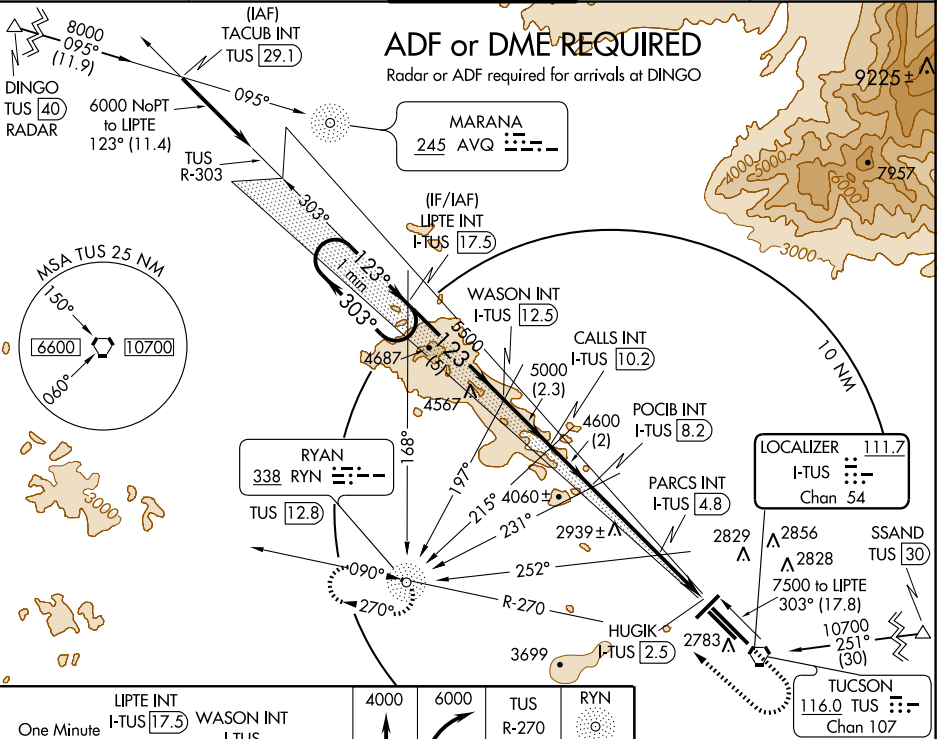 (IAF)
TACUB INT
TUS 29.1
ADF or DME REQUIRED
Radar or ADF required for arrivals at DINGO
8000
095°
(11.9)
DINGO
TUS 40
RADAR
6000 NoPT
to LIPTE
123° (11.4)
095°
TUS
R-303
MARANA
245 AVQ
9225±
7957
4000
5000
6000
3000
303°
(IF/IAF)
LIPTE INT
I-TUS 17.5
MSA TUS 25 NM
150°
6600
10700
060°
123°
1 min
303°
WASON INT
I-TUS 12.5
5500
123
(5)
4687
4567
CALLS INT
I-TUS 10.2
5000
(2.3)
10 NM
4600
(2)
POCIB INT
I-TUS 8.2
3000
RYAN
338 RYN
TUS 12.8
168°
197°
215°
231°
4060±
LOCALIZER 111.7
I-TUS
Chan 54
PARCS INT
I-TUS 4.8
2939±
2829
2856
2828
SSAND
TUS 30
090°
270°
252°
R-270
7500 to LIPTE
303° (17.8)
HUGIK
I-TUS 2.5
2783
10700
251°
(30)
3699
TUCSON
116.0 TUS
Chan 107
One Minute
LIPTE INT
I-TUS 17.5
WASON INT
I-TUS
4000
6000
TUS
R-270
RYN